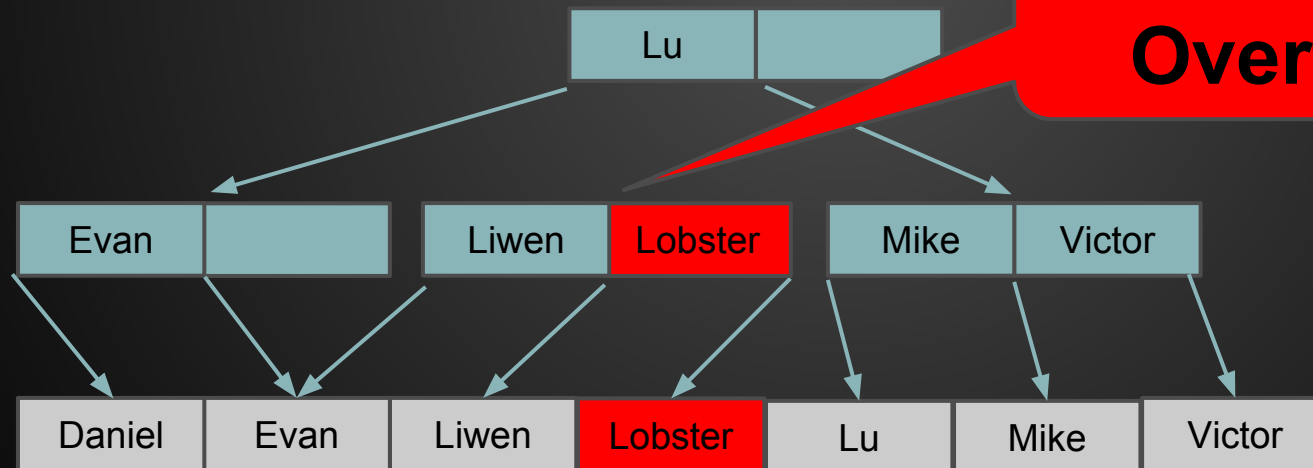 Lu
Over
Evan
Liwen
Lobster
Mike
Victor
Daniel
Evan
Liwen
Lobster
Lu
Mike
Victor